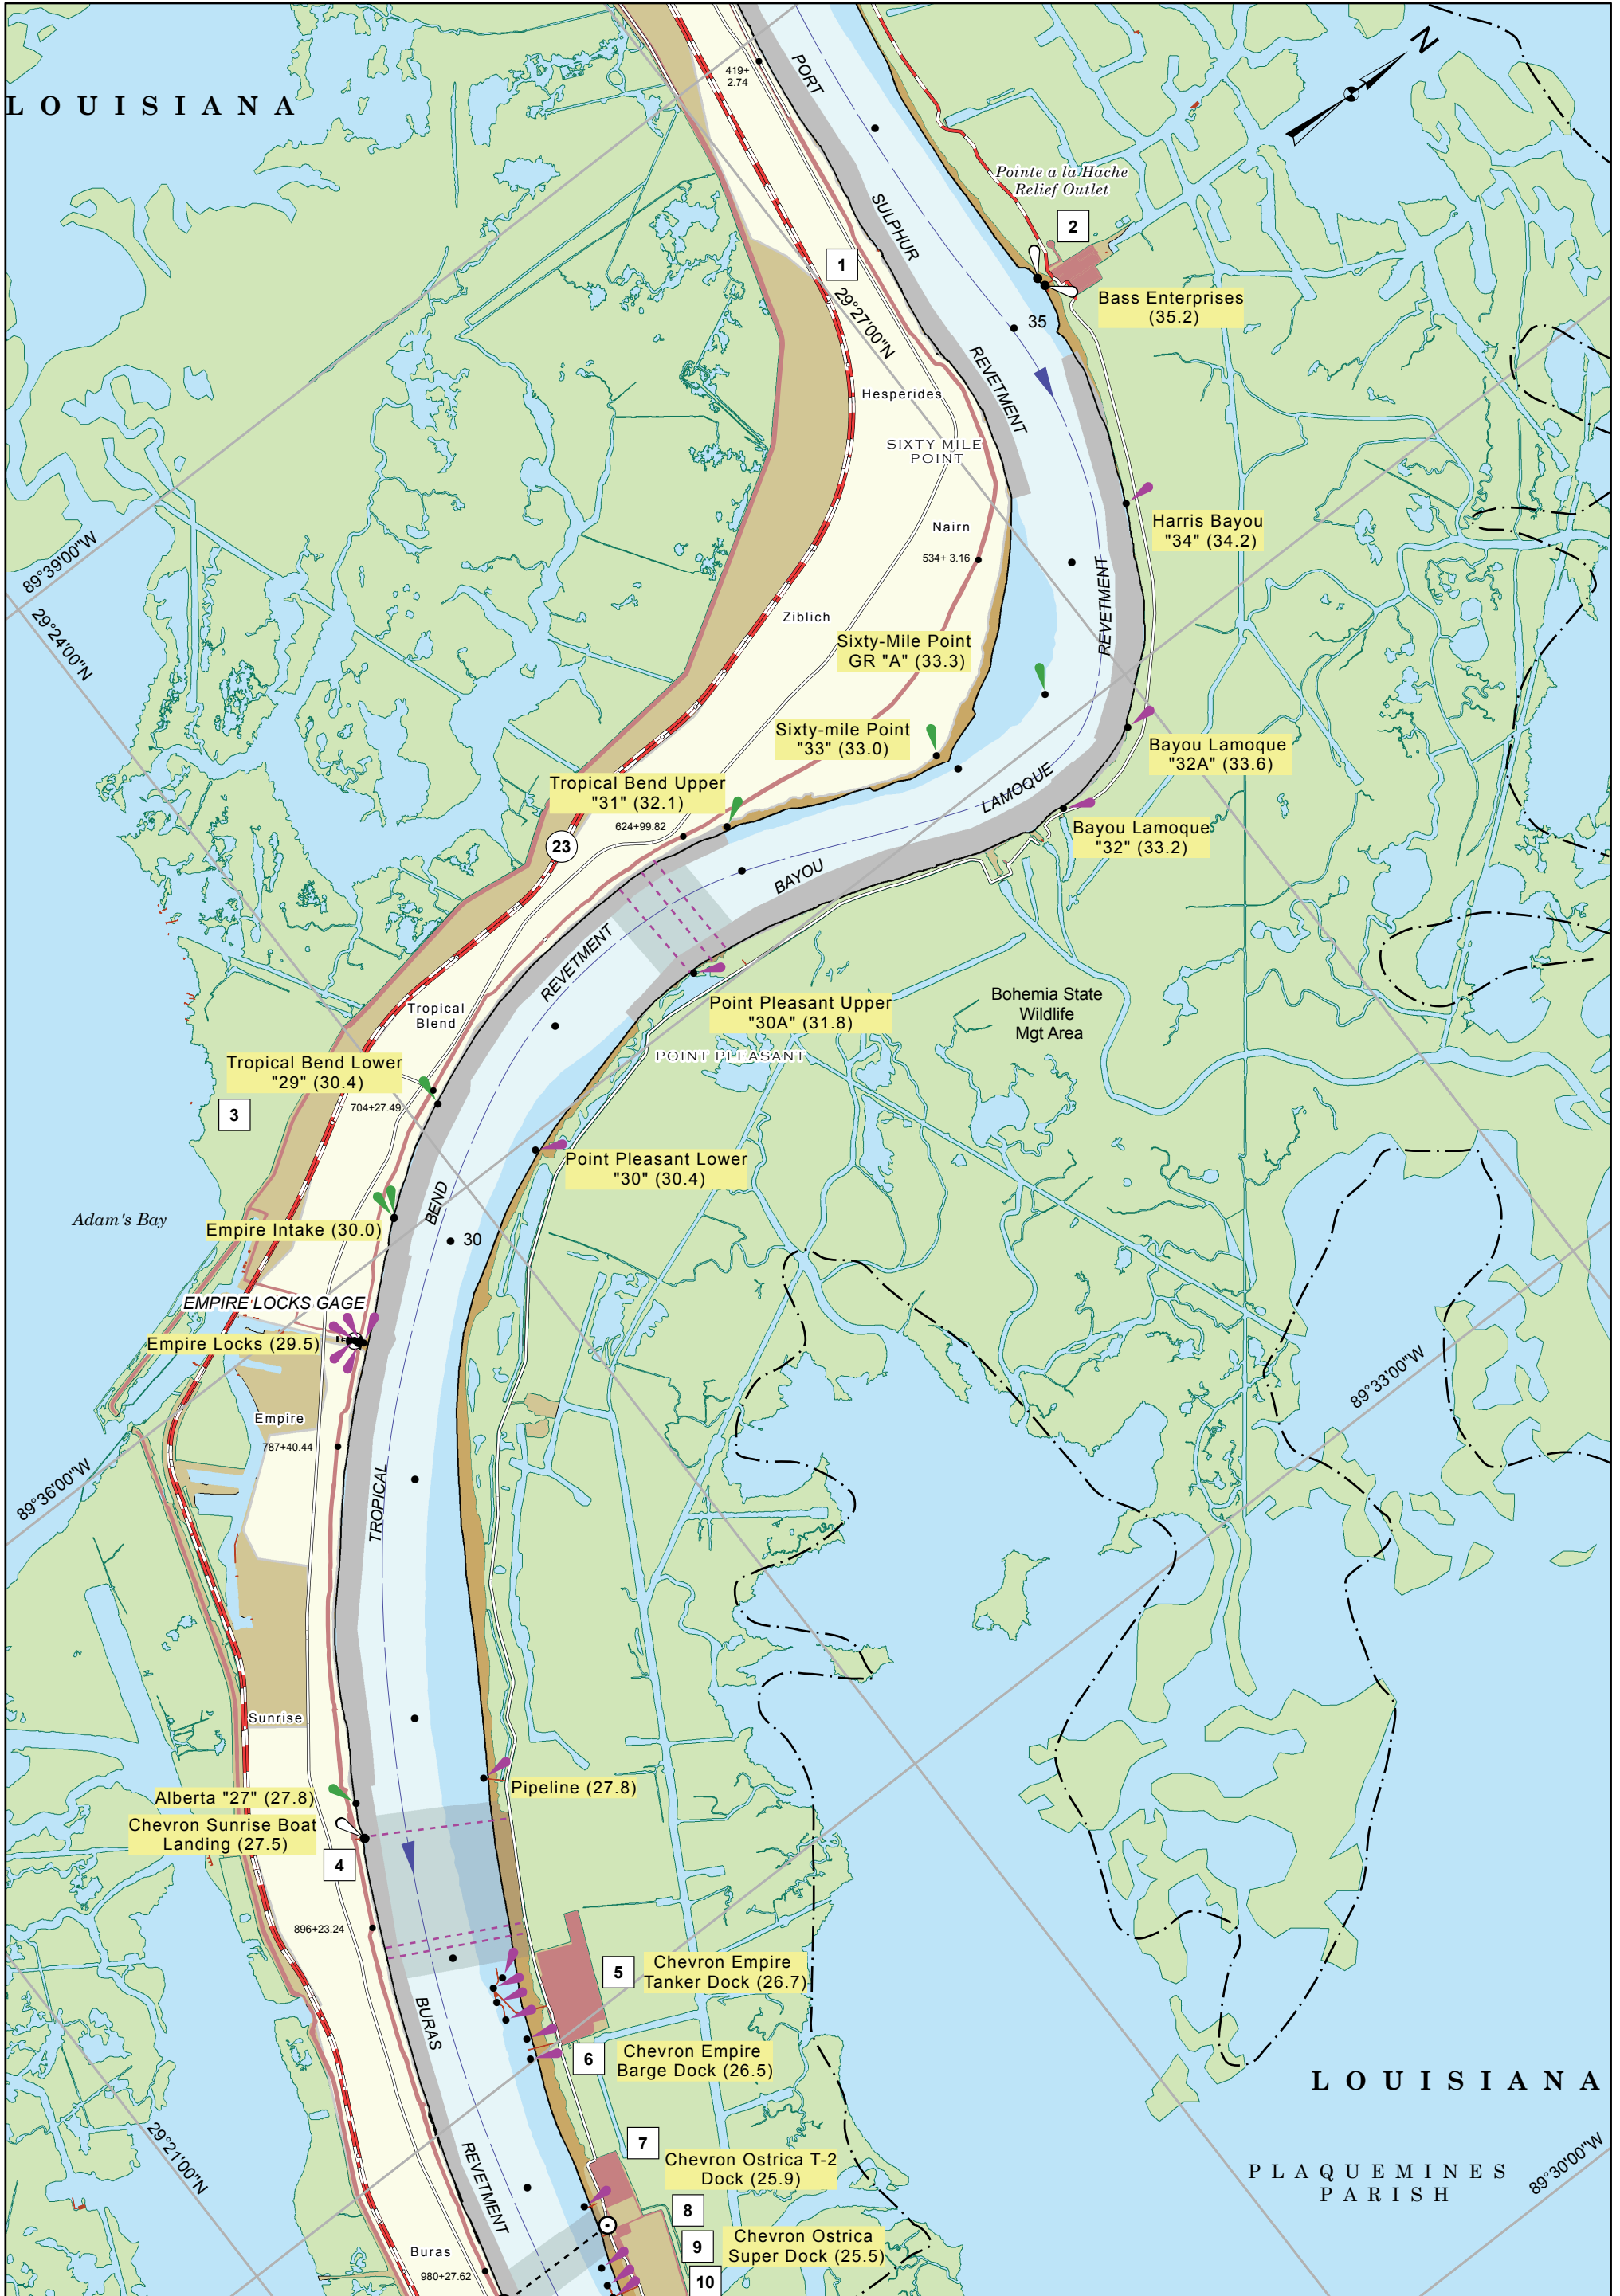 LOUISIANA
PORT
419+
2.74
N
Pointe a la Hache
Relief Outlet
2
SULPHUR
1
29°27'00"N
Bass Enterprises
(35.2)
35
REVETMENT
Hesperides
SIXTY MILE
POINT
Nairn
Harris Bayou
"34" (34.2)
534+ 3.16
89°39'00"W
REVETMENT
Ziblich
29°24'00"N
Sixty-Mile Point
GR "A" (33.3)
Sixty-mile Point
"33" (33.0)
Bayou Lamoque
"32A" (33.6)
Tropical Bend Upper
"31" (32.1)
LAMOQUE
624+99.82
Bayou Lamoque
"32" (33.2)
23
BAYOU
REVETMENT
Tropical
Blend
Point Pleasant Upper
"30A" (31.8)
Bohemia State
Wildlife
Mgt Area
POINT PLEASANT
Tropical Bend Lower
"29" (30.4)
704+27.49
3
Point Pleasant Lower
"30" (30.4)
BEND
Adam's Bay
Empire Intake (30.0)
30
EMPIRE LOCKS GAGE
Empire Locks (29.5)
89°33'00"W
Empire
787+40.44
89°36'00"W
TROPICAL
Sunrise
Pipeline (27.8)
Alberta "27" (27.8)
Chevron Sunrise Boat
Landing (27.5)
4
896+23.24
5
Chevron Empire
Tanker Dock (26.7)
BURAS
6
Chevron Empire
Barge Dock (26.5)
LOUISIANA
29°21'00"N
REVETMENT
7
Chevron Ostrica T-2
Dock (25.9)
PLAQUEMINES
PARISH
89°30'00"W
8
Chevron Ostrica
Super Dock (25.5)
9
Buras
980+27.62
10